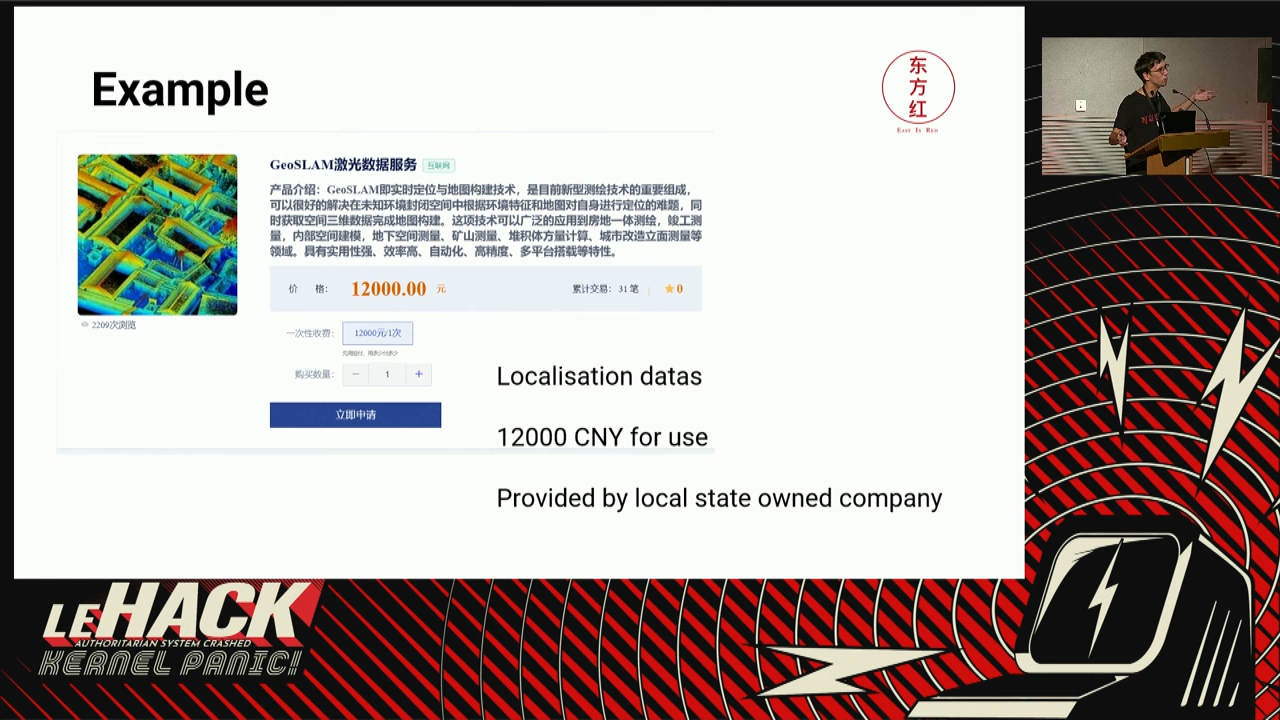 Example
东
方
红
East Is Red
GeoSLAM激光数据服务 互联网
产品介绍：GeoSLAM即实时定位与地图构建技术，是目前新型测绘技术的重要组成，
可以很好的解决在未知环境封闭空间中根据环境特征和地图对自身进行定位的难题，同
时获取空间三维数据完成地图构建。这项技术可以广泛的应用到房地一体测绘，竣工测
量，内部空间建模，地下空间测量、矿山测量、堆积体方量计算、城市改造立面测量等
领域。具有实用性强、效率高、自动化、高精度、多平台搭载等特性。
价 格： 12000.00 元 累计交易： 31 笔 0
2209次浏览
一次性收费： 12000元/1次
购买数量： − 1 +
立即申请
Localisation datas
12000 CNY for use
Provided by local state owned company
LEHACK
AUTHORITARIAN SYSTEM CRASHED
KERNEL PANIC!